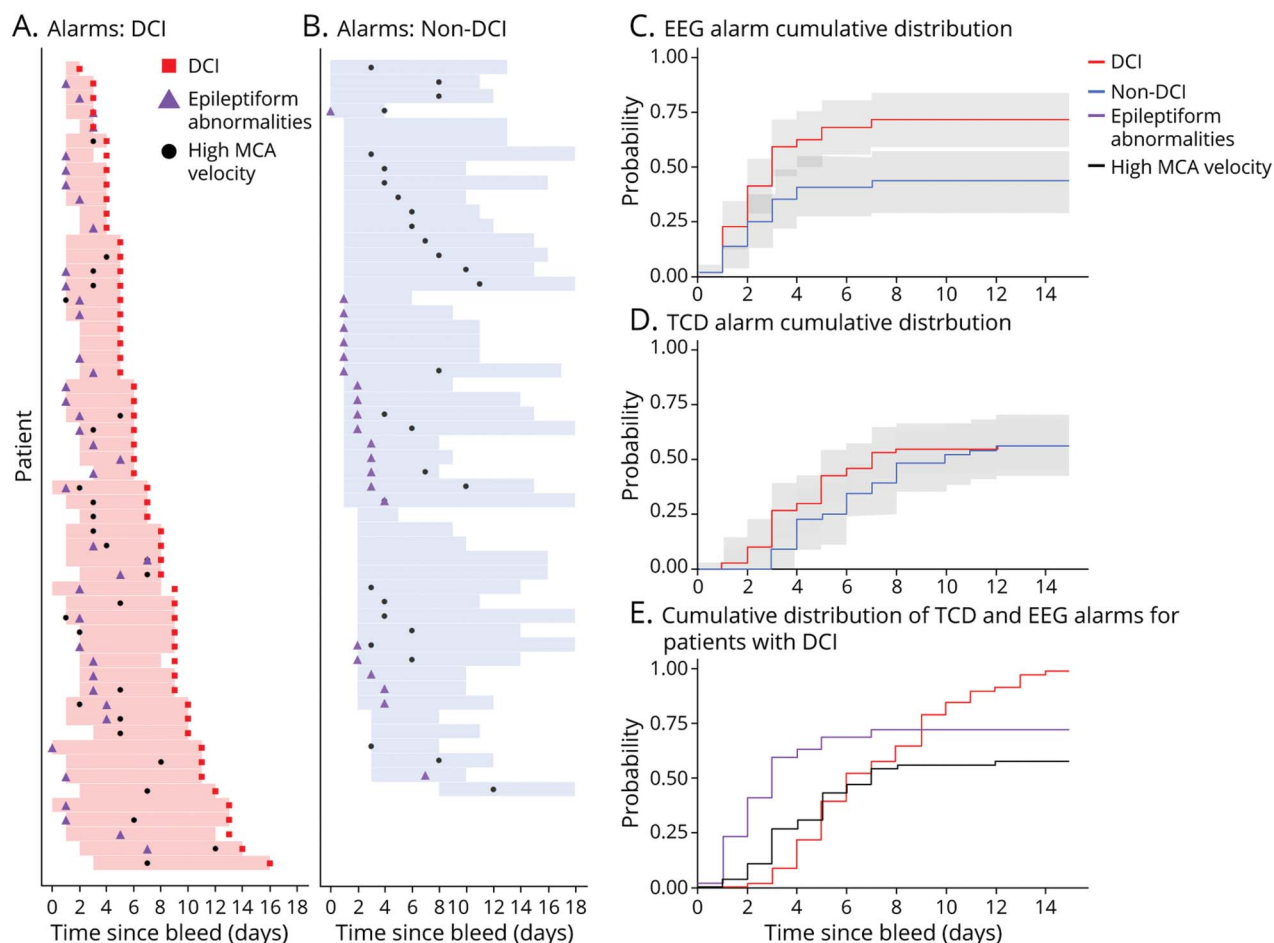 A. Alarms: DCI
DCI
Epileptiform
abnormalities
High MCA
velocity
Patient
0 2 4 6 8 10 12 14 16 18
Time since bleed (days)
B. Alarms: Non-DCI
0 2 4 6 8 10 12 14 16 18
Time since bleed (days)
C. EEG alarm cumulative distribution
1.00
0.75
0.50
0.25
0.00
Probability
0 2 4 6 8 10 12 14
DCI
Non-DCI
Epileptiform
abnormalities
High MCA velocity
D. TCD alarm cumulative distrbution
1.00
0.75
0.50
0.25
0.00
Probability
0 2 4 6 8 10 12 14
E. Cumulative distribution of TCD and EEG alarms for
patients with DCI
1.00
0.75
0.50
0.25
0.00
Probability
0 2 4 6 8 10 12 14
Time since bleed (days)